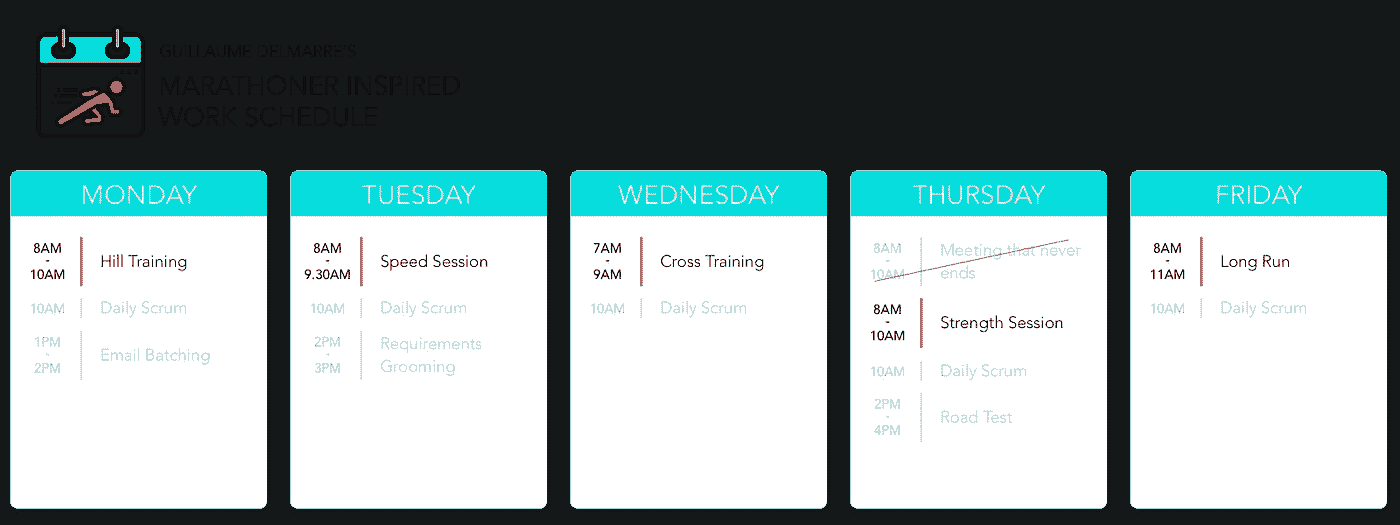 GUILLAUME DELMARRE'S
MARATHONER INSPIRED
WORK SCHEDULE
MONDAY
8AM
-
10AM
Hill Training
10AM
Daily Scrum
1PM
-
2PM
Email Batching
TUESDAY
8AM
-
9.30AM
Speed Session
10AM
Daily Scrum
2PM
-
3PM
Requirements
Grooming
WEDNESDAY
7AM
-
9AM
Cross Training
10AM
Daily Scrum
THURSDAY
8AM
-
10AM
Meeting that never
ends
8AM
-
10AM
Strength Session
10AM
Daily Scrum
2PM
-
4PM
Road Test
FRIDAY
8AM
-
11AM
Long Run
10AM
Daily Scrum